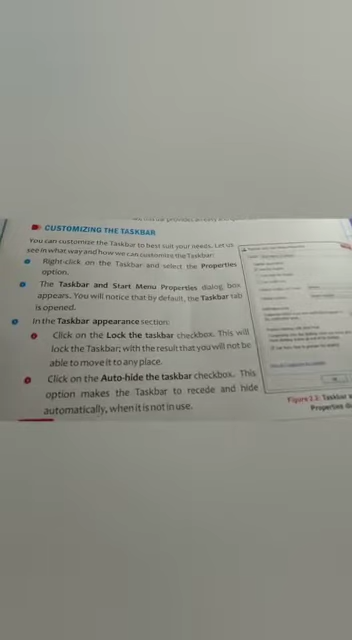 CUSTOMIZING THE TASKBAR
You can customize the Taskbar to best suit your needs. Let us
see in what way and how we can customize the Taskbar:
Right-click on the Taskbar and select the Properties
option.
The Taskbar and Start Menu Properties dialog box
appears. You will notice that by default, the Taskbar tab
is opened.
In the Taskbar appearance section:
Click on the Lock the taskbar checkbox. This will
lock the Taskbar; with the result that you will not be
able to move it to any place.
Click on the Auto-hide the taskbar checkbox. This
option makes the Taskbar to recede and hide
automatically, when it is not in use.
Taskbar
Properties